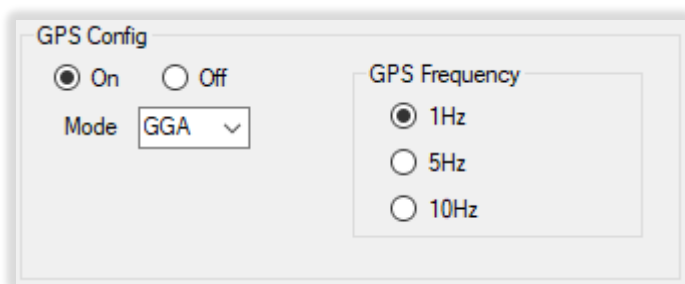 GPS Config
On Off
Mode GGA
GPS Frequency
1Hz
5Hz
10Hz